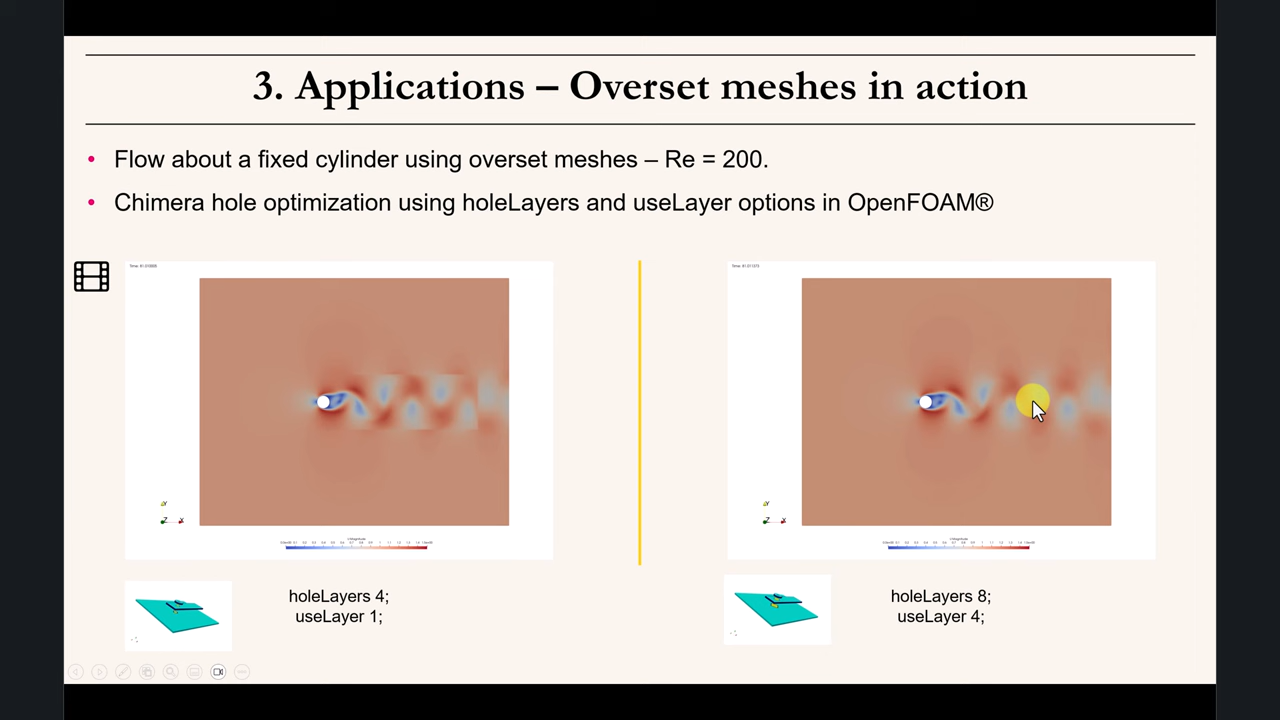 3. Applications – Overset meshes in action
• Flow about a fixed cylinder using overset meshes – Re = 200.
• Chimera hole optimization using holeLayers and useLayer options in OpenFOAM®
holeLayers 4;
useLayer 1;
holeLayers 8;
useLayer 4;